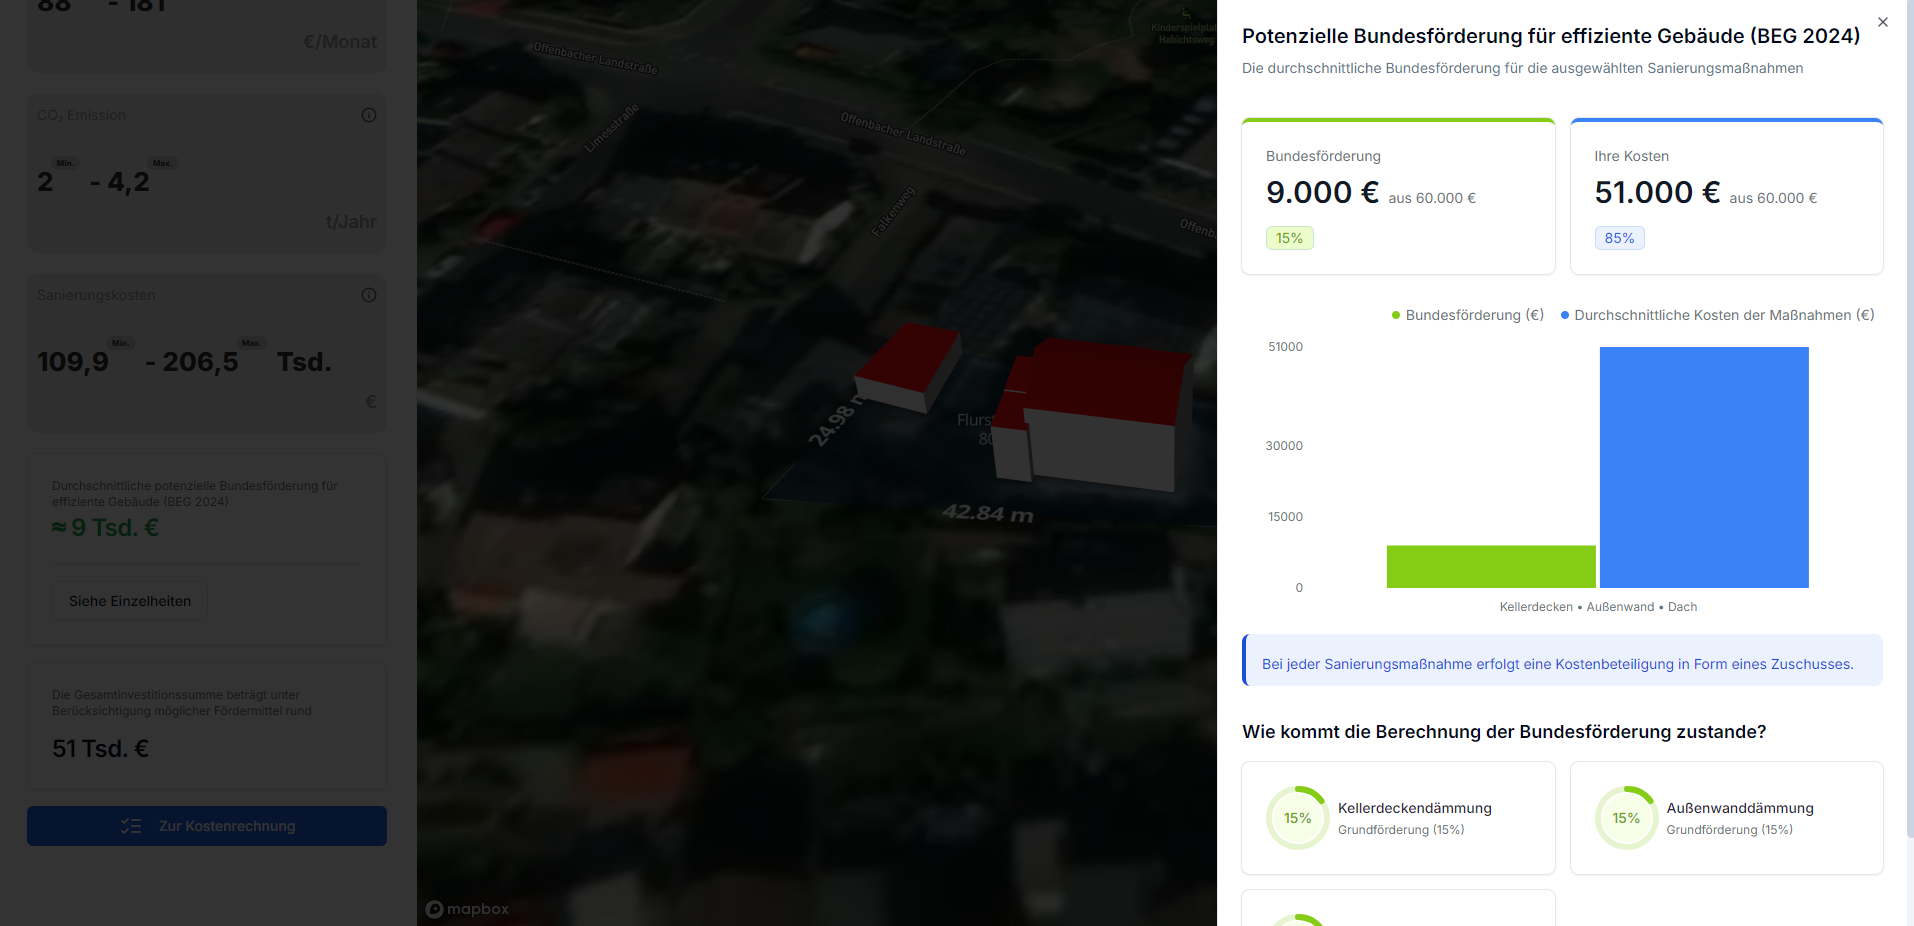 88 - 181
€/Monat
CO₂ Emission
Min. Max.
2 - 4,2
t/Jahr
Sanierungskosten
Min. Max.
109,9 - 206,5 Tsd.
€
Durchschnittliche potenzielle Bundesförderung für
effiziente Gebäude (BEG 2024)
≈ 9 Tsd. €
Siehe Einzelheiten
Die Gesamtinvestitionssumme beträgt unter
Berücksichtigung möglicher Fördermittel rund
51 Tsd. €
Zur Kostenrechnung
Kinderspielplat
Habichtsweg
Offenbacher Landstraße
Limesstraße
Offenbacher Landstraße
Falkenweg
Offenb
24.98 m
Flurst
80
42.84 m
mapbox
Potenzielle Bundesförderung für effiziente Gebäude (BEG 2024)
Die durchschnittliche Bundesförderung für die ausgewählten Sanierungsmaßnahmen
Bundesförderung
9.000 € aus 60.000 €
15%
Ihre Kosten
51.000 € aus 60.000 €
85%
Bundesförderung (€) Durchschnittliche Kosten der Maßnahmen (€)
51000
30000
15000
0
Kellerdecken • Außenwand • Dach
Bei jeder Sanierungsmaßnahme erfolgt eine Kostenbeteiligung in Form eines Zuschusses.
Wie kommt die Berechnung der Bundesförderung zustande?
15%
Kellerdeckendämmung
Grundförderung (15%)
15%
Außenwanddämmung
Grundförderung (15%)